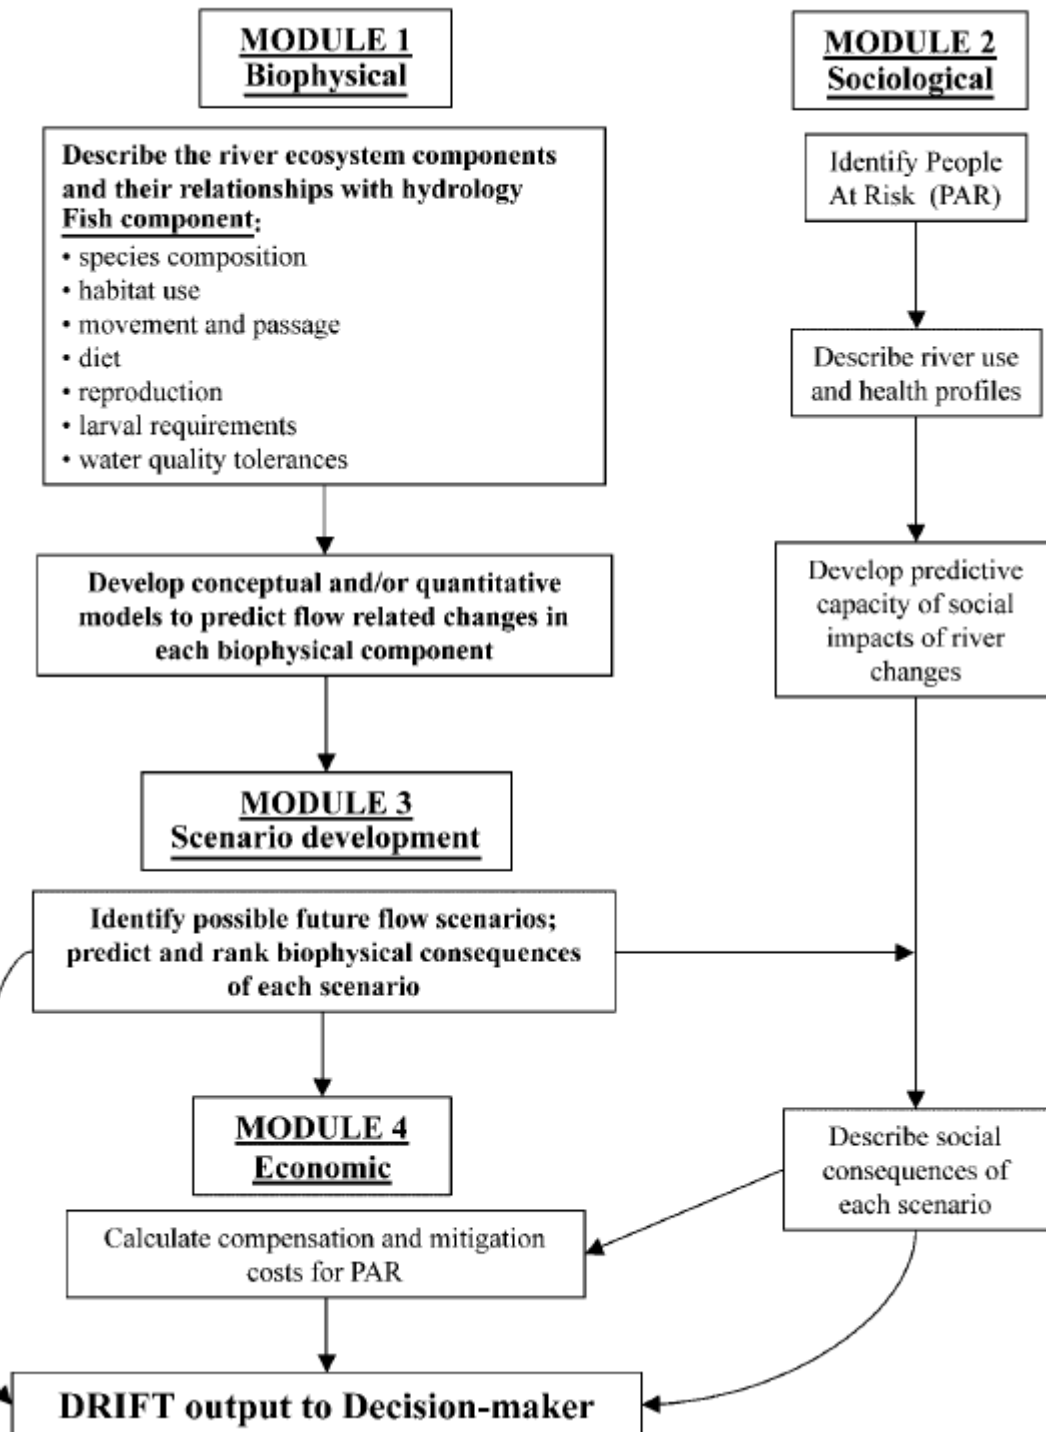 MODULE 1
Biophysical
Describe the river ecosystem components
and their relationships with hydrology
Fish component:
• species composition
• habitat use
• movement and passage
• diet
• reproduction
• larval requirements
• water quality tolerances
Develop conceptual and/or quantitative
models to predict flow related changes in
each biophysical component
MODULE 3
Scenario development
Identify possible future flow scenarios;
predict and rank biophysical consequences
of each scenario
MODULE 4
Economic
Calculate compensation and mitigation
costs for PAR
DRIFT output to Decision-maker
MODULE 2
Sociological
Identify People
At Risk (PAR)
Describe river use
and health profiles
Develop predictive
capacity of social
impacts of river
changes
Describe social
consequences of
each scenario